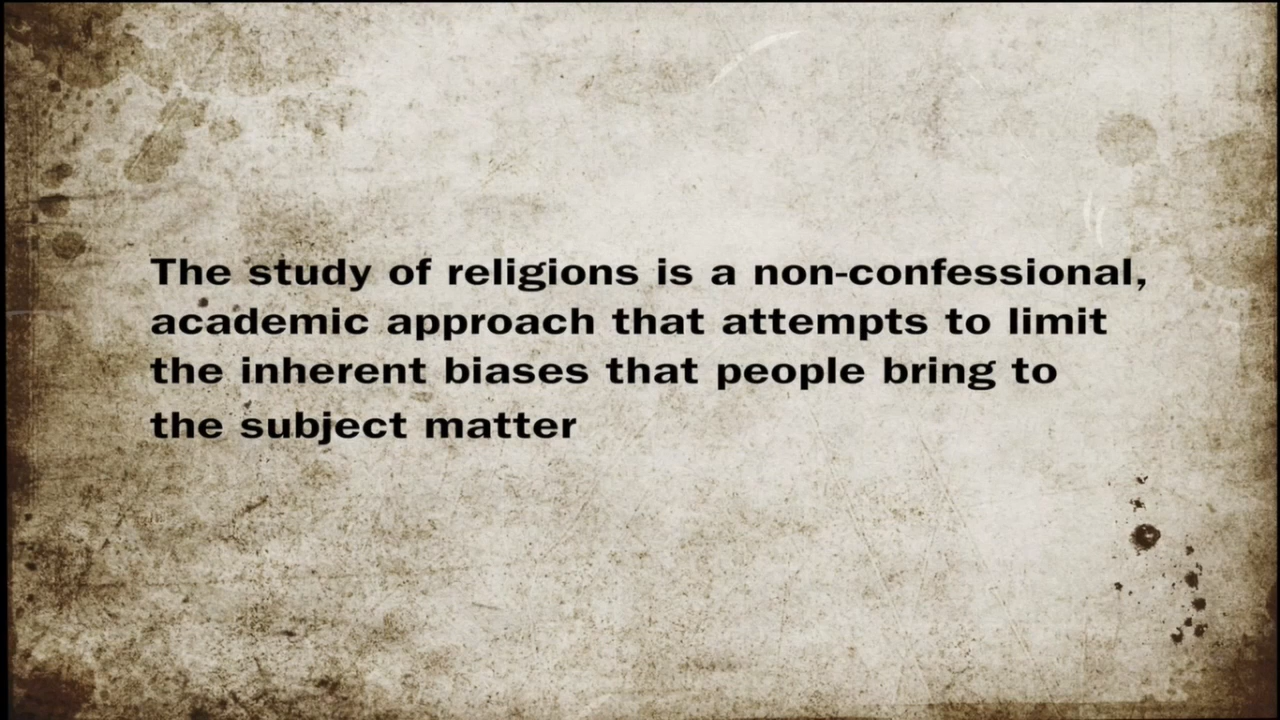 The study of religions is a non-confessional,
academic approach that attempts to limit
the inherent biases that people bring to
the subject matter